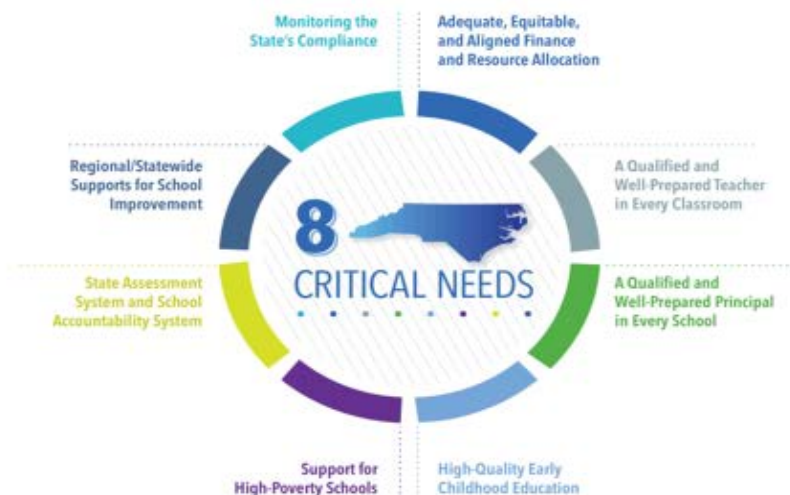 Monitoring the
State's Compliance
Adequate, Equitable,
and Aligned Finance
and Resource Allocation
Regional/Statewide
Supports for School
Improvement
A Qualified and
Well-Prepared Teacher
in Every Classroom
8
CRITICAL NEEDS
State Assessment
System and School
Accountability System
A Qualified and
Well-Prepared Principal
in Every School
Support for
High-Poverty Schools
High-Quality Early
Childhood Education